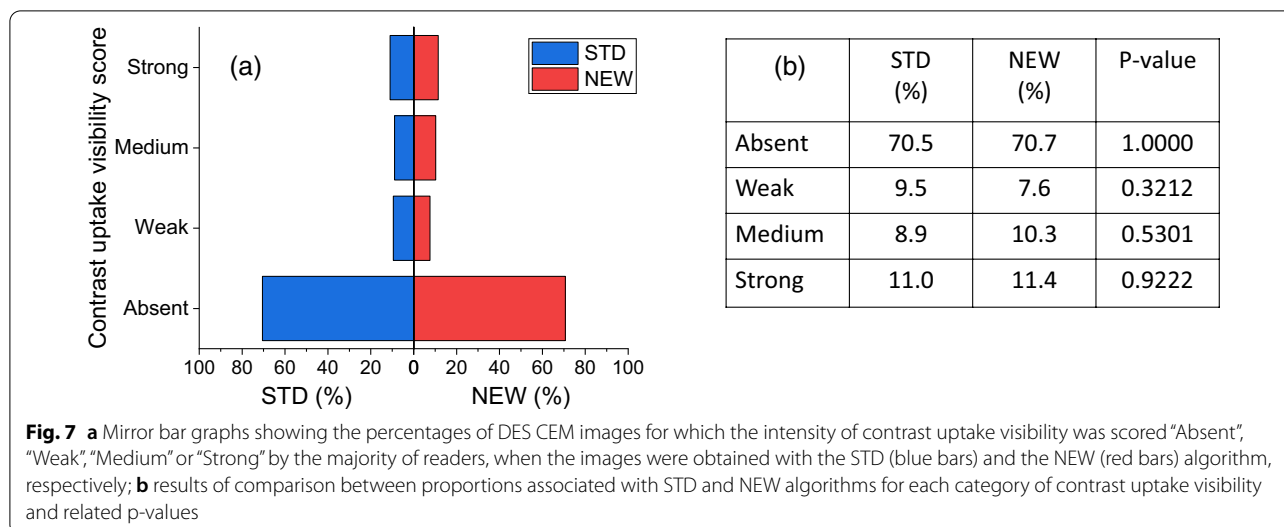 Contrast uptake visibility score
Strong
Medium
Weak
Absent
(a)
STD
NEW
100 80 60 40 20 0 20 40 60 80 100
STD (%) NEW (%)
(b) STD (%) NEW (%) P-value
Absent 70.5 70.7 1.0000
Weak 9.5 7.6 0.3212
Medium 8.9 10.3 0.5301
Strong 11.0 11.4 0.9222
Fig. 7 a Mirror bar graphs showing the percentages of DES CEM images for which the intensity of contrast uptake visibility was scored “Absent”,
“Weak”, “Medium” or “Strong” by the majority of readers, when the images were obtained with the STD (blue bars) and the NEW (red bars) algorithm,
respectively; b results of comparison between proportions associated with STD and NEW algorithms for each category of contrast uptake visibility
and related p-values